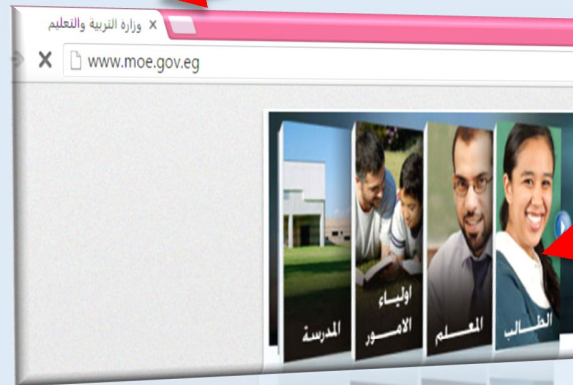 وزارة التربية والتعليم
www.moe.gov.eg
الطالب
المعلم
اولياء
الامور
المدرسة